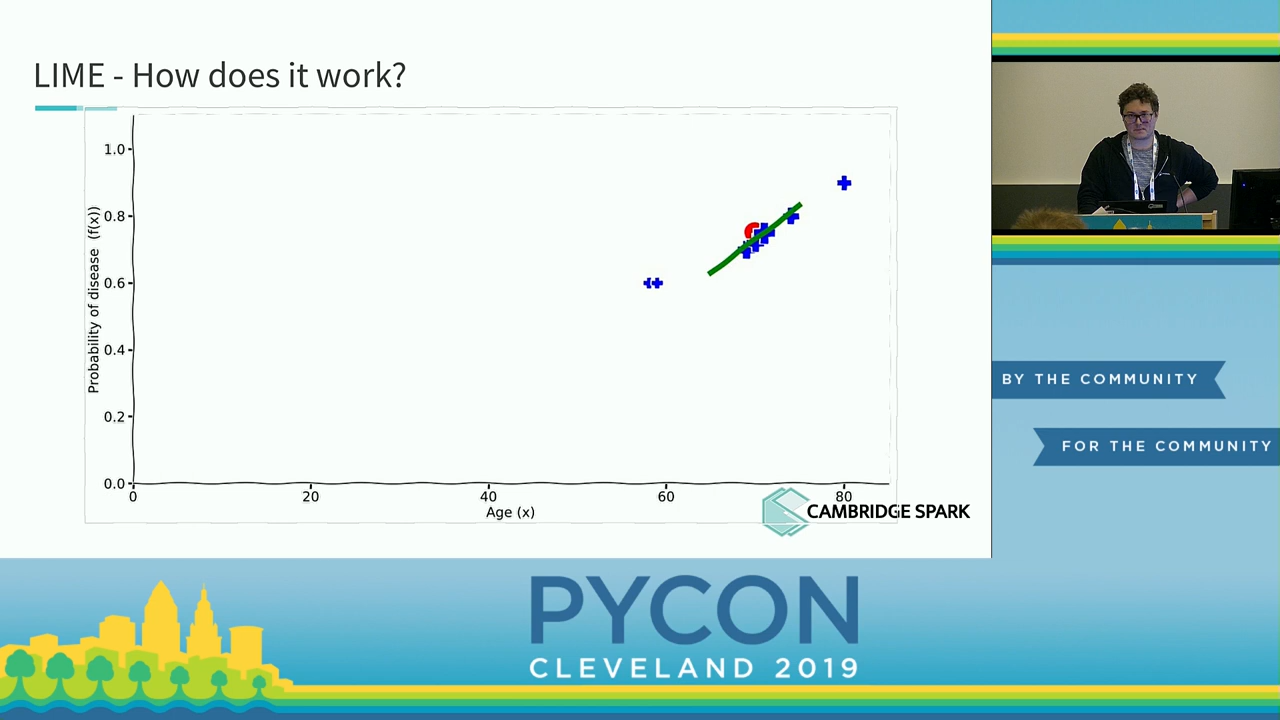 LIME - How does it work?
1.0
0.8
0.6
0.4
0.2
0.0
Probability of disease (f(x))
0 20 40 60 80
Age (x)
CAMBRIDGE SPARK
BY THE COMMUNITY
FOR THE COMMUNITY
PYCON
CLEVELAND 2019